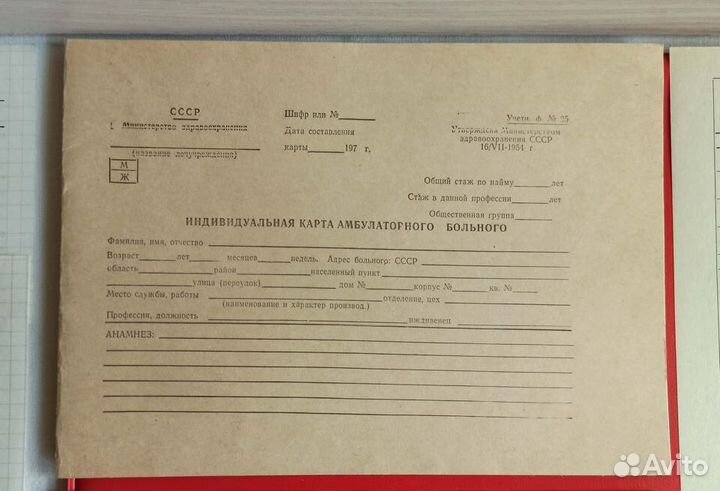 СССР
Министерство здравоохранения
(название лечучреждения)
М
Ж
Шифр или №
Дата составления
карты 197 г.
Учетн. ф. № 25
Утверждена Министерством
здравоохранения СССР
16/VII-1954 г
Общий стаж по найму лет
Стаж в данной профессии лет
Общественная группа
ИНДИВИДУАЛЬНАЯ КАРТА АМБУЛАТОРНОГО БОЛЬНОГО
Фамилия, имя, отчество
Возраст лет месяцев недель. Адрес больного: СССР
область район населенный пункт
улица (переулок) дом № корпус № кв. №
Место службы, работы отделение, цех
(наименование и характер производ.)
Профессия, должность иждивенец
АНАМНЕЗ:
Avito